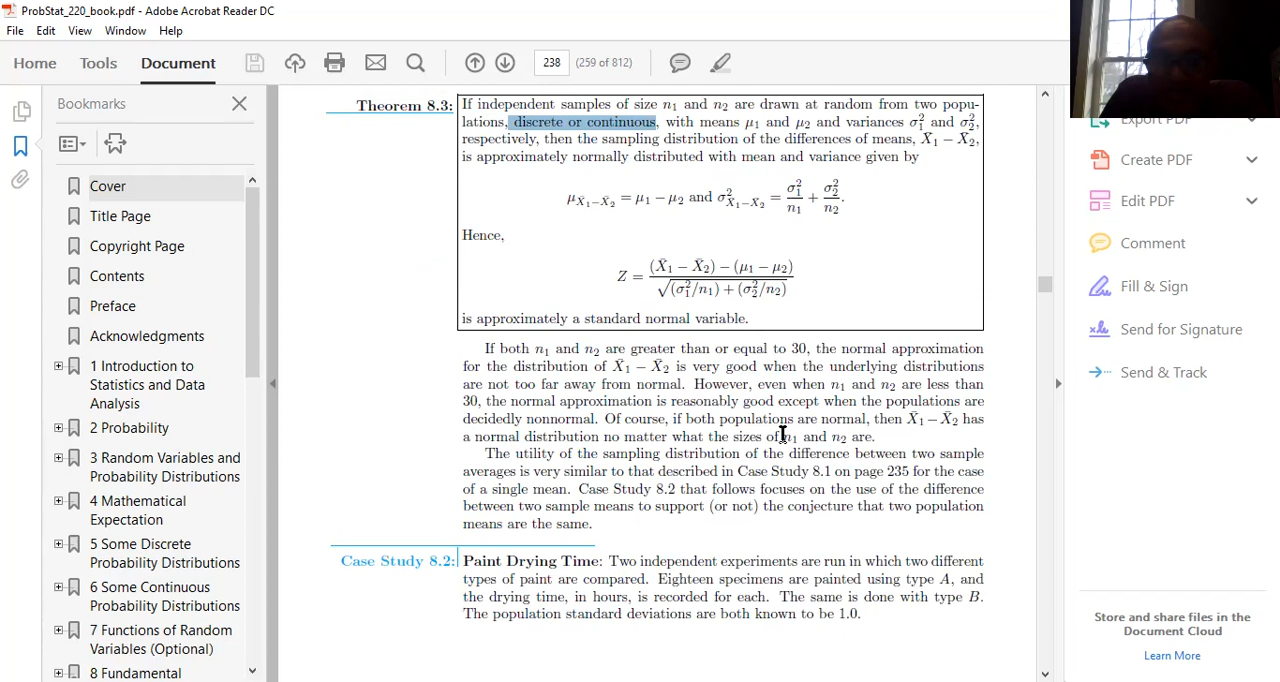 ProbStat_220_book.pdf - Adobe Acrobat Reader DC
File Edit View Window Help
Home Tools Document 238 (259 of 812)
Bookmarks
Cover
Title Page
Copyright Page
Contents
Preface
Acknowledgments
1 Introduction to
Statistics and Data
Analysis
2 Probability
3 Random Variables and
Probability Distributions
4 Mathematical
Expectation
5 Some Discrete
Probability Distributions
6 Some Continuous
Probability Distributions
7 Functions of Random
Variables (Optional)
8 Fundamental
Theorem 8.3: If independent samples of size n₁ and n₂ are drawn at random from two popu-
lations, discrete or continuous, with means μ₁ and μ₂ and variances σ₁² and σ₂²,
respectively, then the sampling distribution of the differences of means, X̄₁ − X̄₂,
is approximately normally distributed with mean and variance given by
μ_{X̄₁−X̄₂} = μ₁ − μ₂ and σ²_{X̄₁−X̄₂} = σ₁²/n₁ + σ₂²/n₂.
Hence,
Z = ((X̄₁ − X̄₂) − (μ₁ − μ₂)) / √((σ₁²/n₁) + (σ₂²/n₂))
is approximately a standard normal variable.
If both n₁ and n₂ are greater than or equal to 30, the normal approximation
for the distribution of X̄₁ − X̄₂ is very good when the underlying distributions
are not too far away from normal. However, even when n₁ and n₂ are less than
30, the normal approximation is reasonably good except when the populations are
decidedly nonnormal. Of course, if both populations are normal, then X̄₁ − X̄₂ has
a normal distribution no matter what the sizes of n₁ and n₂ are.
The utility of the sampling distribution of the difference between two sample
averages is very similar to that described in Case Study 8.1 on page 235 for the case
of a single mean. Case Study 8.2 that follows focuses on the use of the difference
between two sample means to support (or not) the conjecture that two population
means are the same.
Case Study 8.2: Paint Drying Time: Two independent experiments are run in which two different
types of paint are compared. Eighteen specimens are painted using type A, and
the drying time, in hours, is recorded for each. The same is done with type B.
The population standard deviations are both known to be 1.0.
Export PDF
Create PDF
Edit PDF
Comment
Fill & Sign
Send for Signature
Send & Track
Store and share files in the
Document Cloud
Learn More